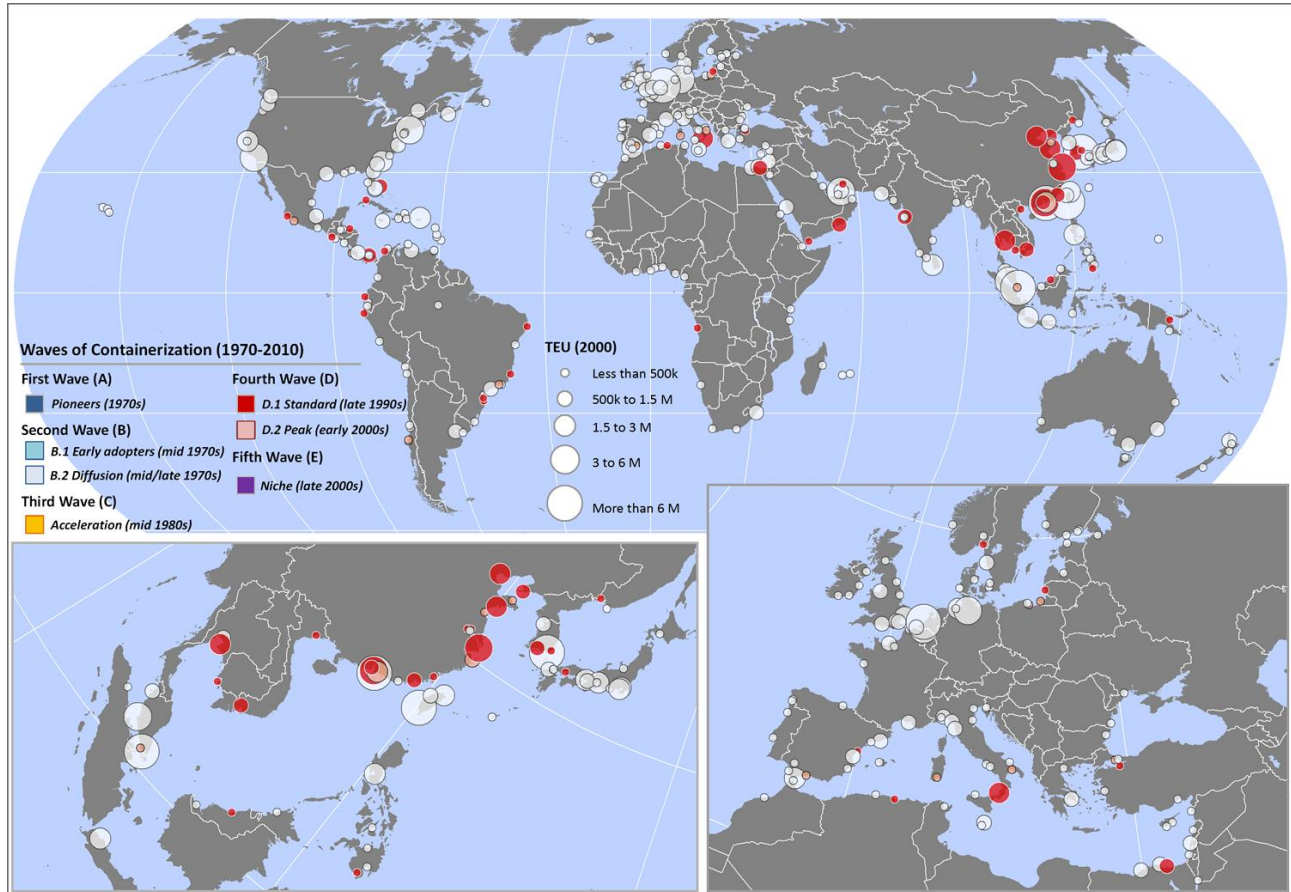 Waves of Containerization (1970-2010)
First Wave (A)
Pioneers (1970s)
Second Wave (B)
B.1 Early adopters (mid 1970s)
B.2 Diffusion (mid/late 1970s)
Third Wave (C)
Acceleration (mid 1980s)
Fourth Wave (D)
D.1 Standard (late 1990s)
D.2 Peak (early 2000s)
Fifth Wave (E)
Niche (late 2000s)
TEU (2000)
Less than 500k
500k to 1.5 M
1.5 to 3 M
3 to 6 M
More than 6 M